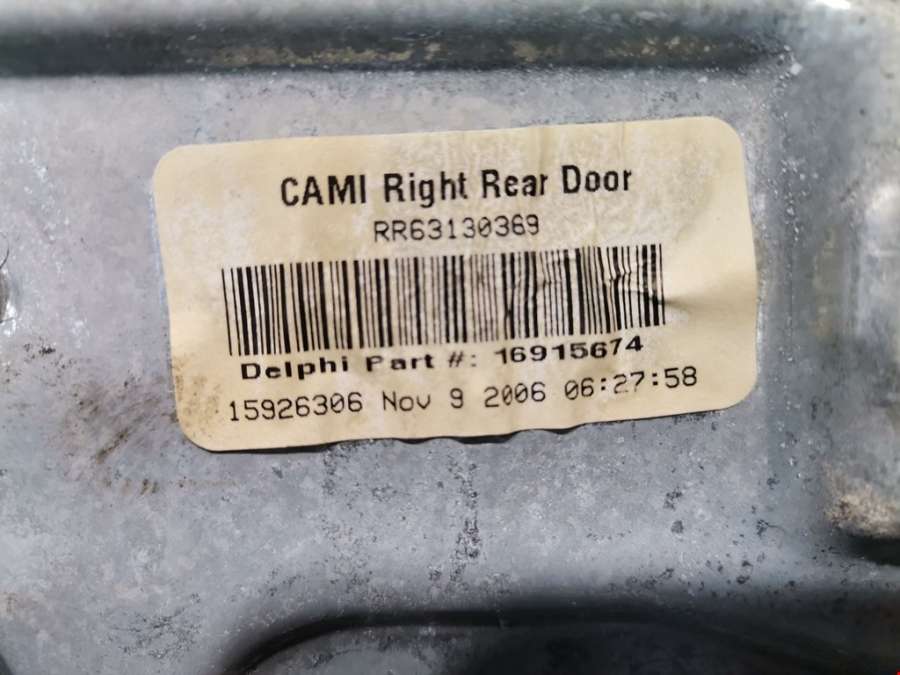 CAMI Right Rear Door
RR63130369
Delphi Part #: 16915674
15926306 Nov 9 2006 06:27:58